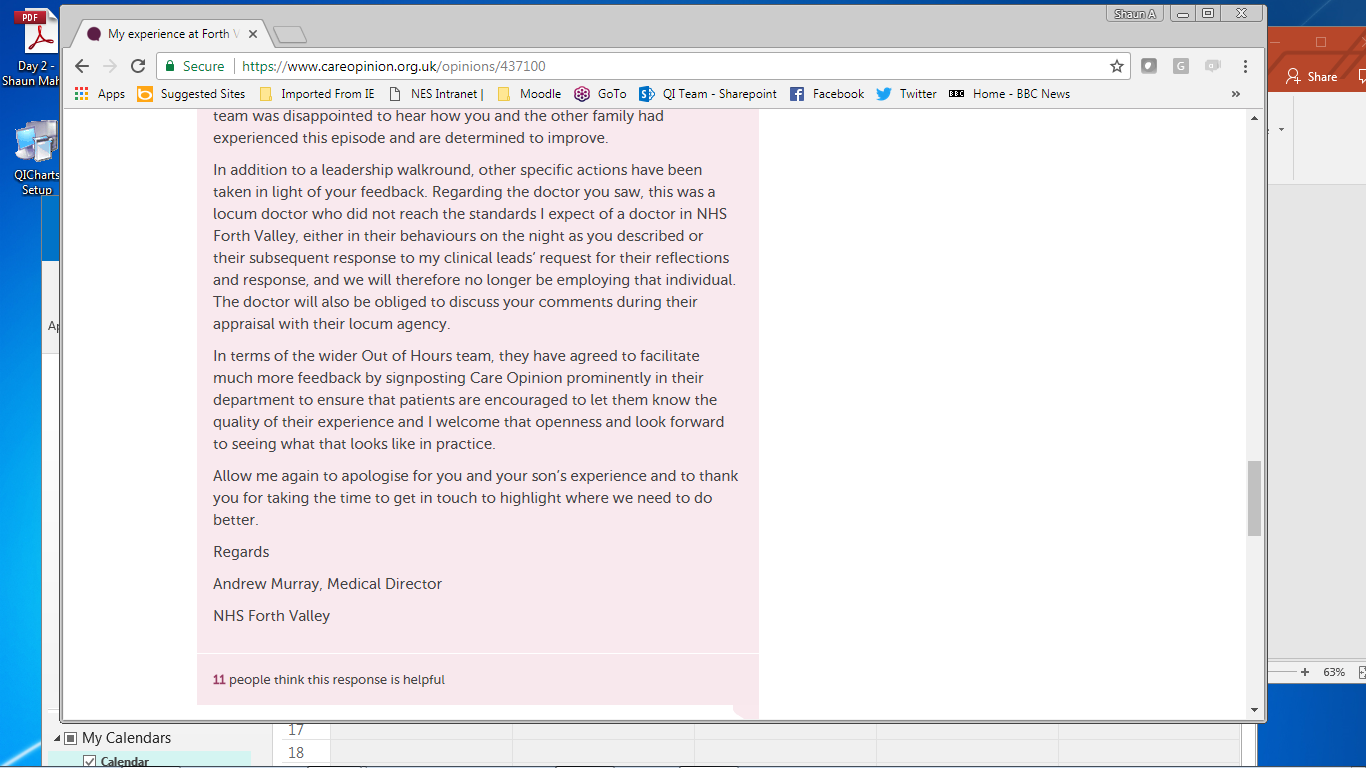 PDF
Day 2 -
Shaun Mah
QICharts
Setup
Shaun A
My experience at Forth V
Secure
https://www.careopinion.org.uk/opinions/437100
Apps
Suggested Sites
Imported From IE
NES Intranet |
Moodle
GoTo
QI Team - Sharepoint
Facebook
Twitter
BBC
Home - BBC News
»
Share
team was disappointed to hear how you and the other family had
experienced this episode and are determined to improve.
In addition to a leadership walkround, other specific actions have been
taken in light of your feedback. Regarding the doctor you saw, this was a
locum doctor who did not reach the standards I expect of a doctor in NHS
Forth Valley, either in their behaviours on the night as you described or
their subsequent response to my clinical leads’ request for their reflections
and response, and we will therefore no longer be employing that individual.
The doctor will also be obliged to discuss your comments during their
appraisal with their locum agency.
In terms of the wider Out of Hours team, they have agreed to facilitate
much more feedback by signposting Care Opinion prominently in their
department to ensure that patients are encouraged to let them know the
quality of their experience and I welcome that openness and look forward
to seeing what that looks like in practice.
Allow me again to apologise for you and your son’s experience and to thank
you for taking the time to get in touch to highlight where we need to do
better.
Regards
Andrew Murray, Medical Director
NHS Forth Valley
11 people think this response is helpful
Ap
63%
My Calendars
Calendar
17
18